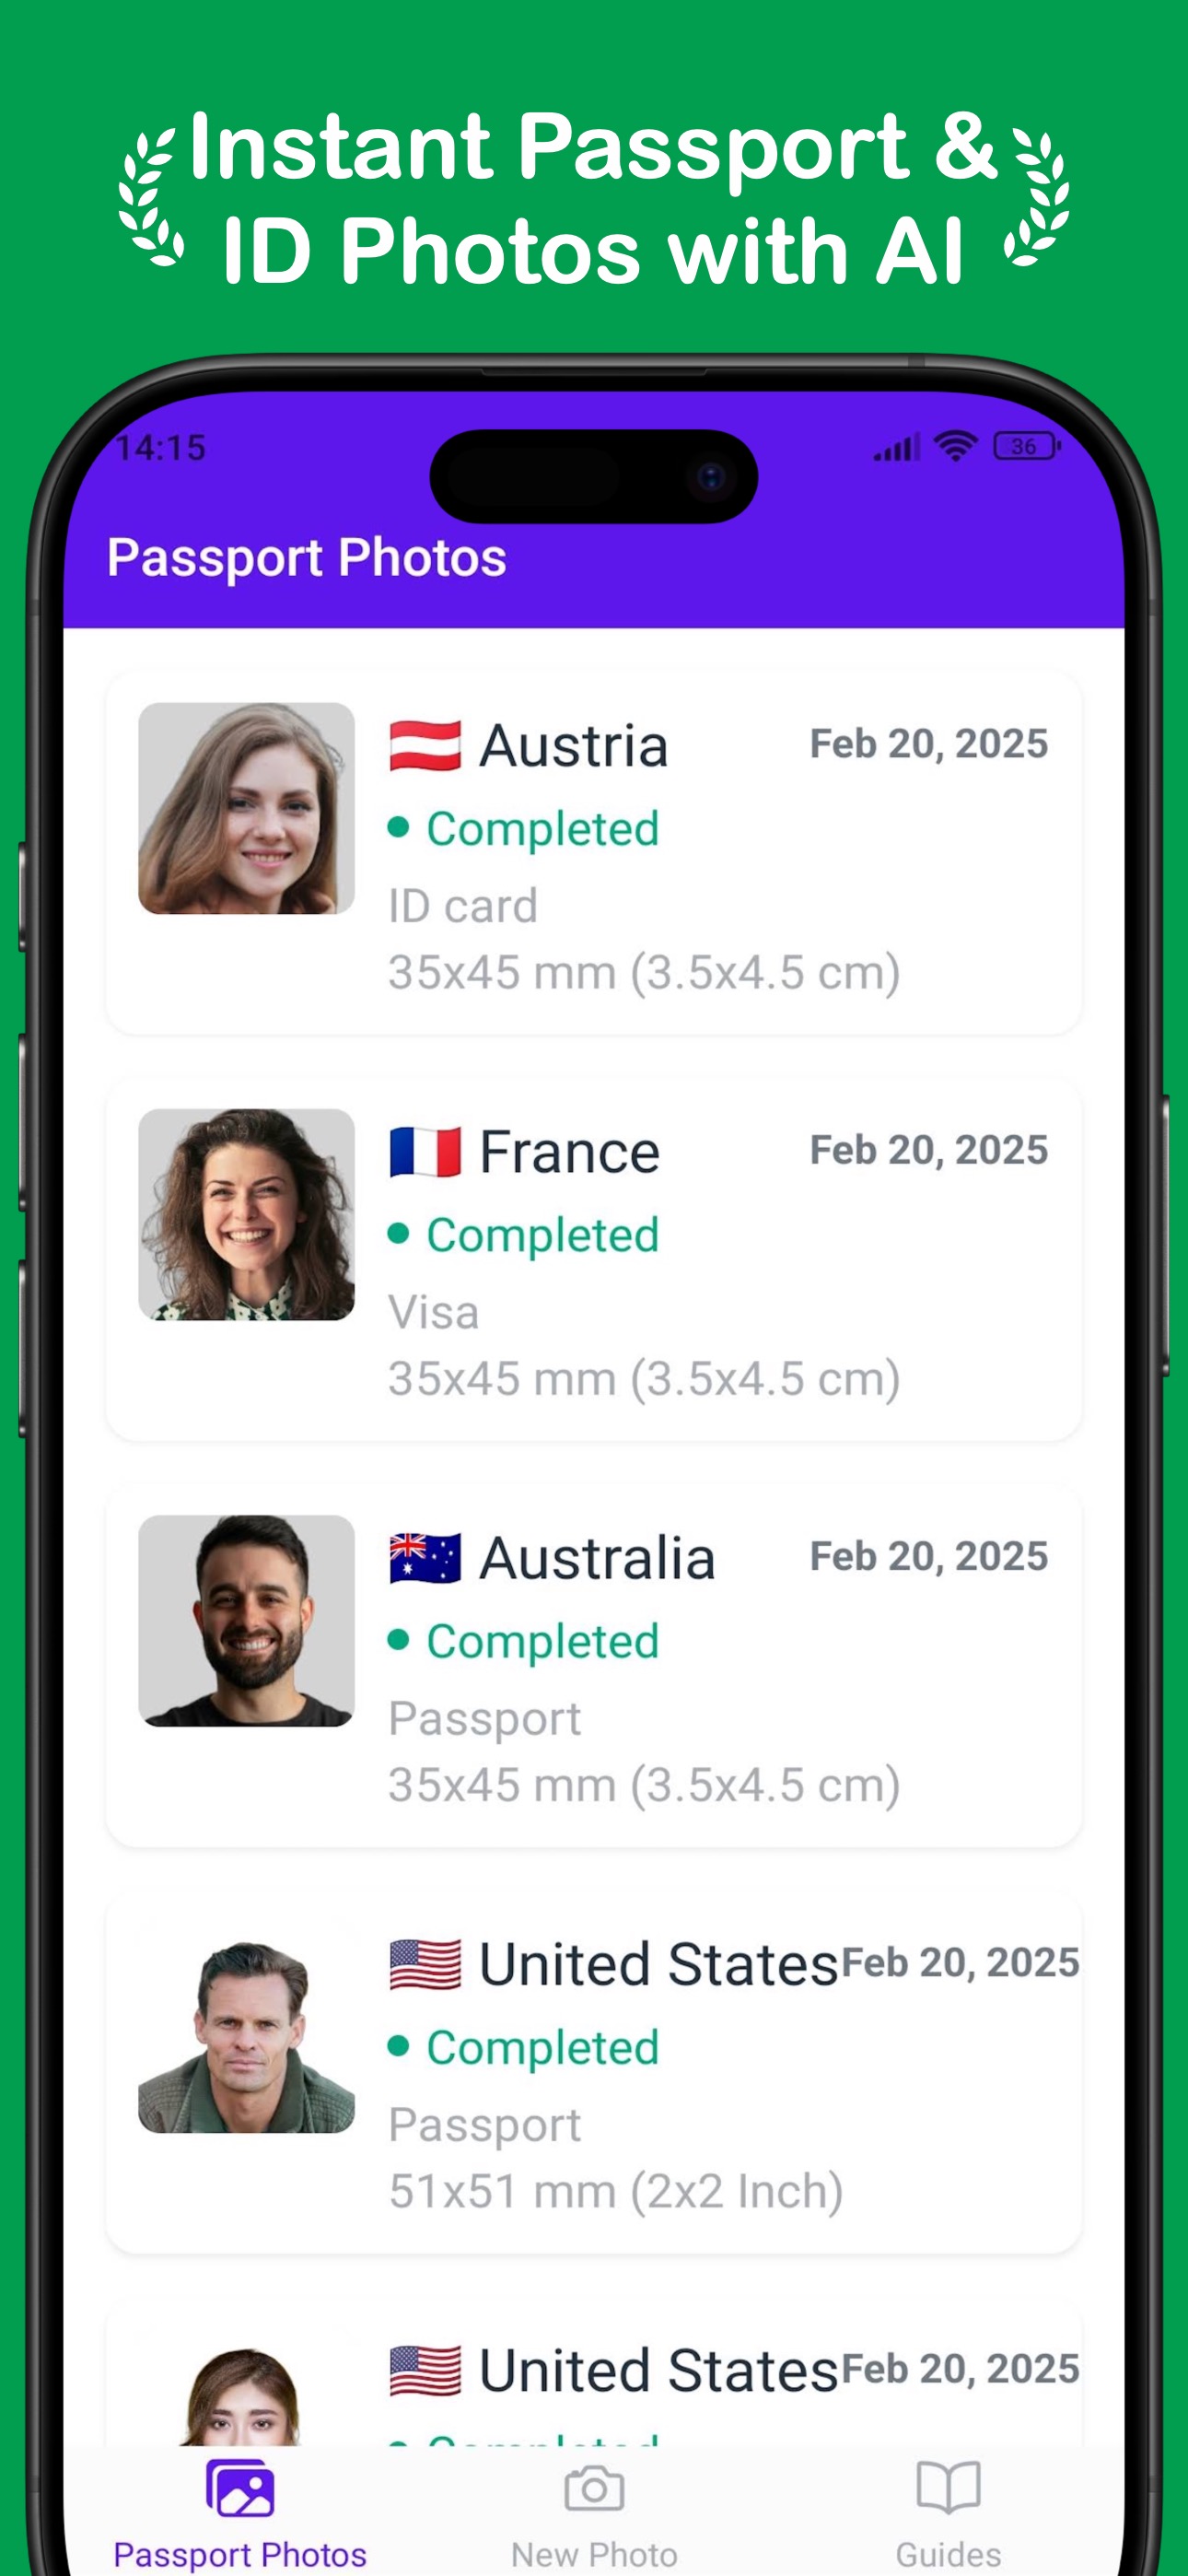 Instant Passport &
ID Photos with AI
14:15
36
Passport Photos
Austria
Feb 20, 2025
Completed
ID card
35x45 mm (3.5x4.5 cm)
France
Feb 20, 2025
Completed
Visa
35x45 mm (3.5x4.5 cm)
Australia
Feb 20, 2025
Completed
Passport
35x45 mm (3.5x4.5 cm)
United States
Feb 20, 2025
Completed
Passport
51x51 mm (2x2 Inch)
United States
Feb 20, 2025
Completed
Passport Photos
New Photo
Guides